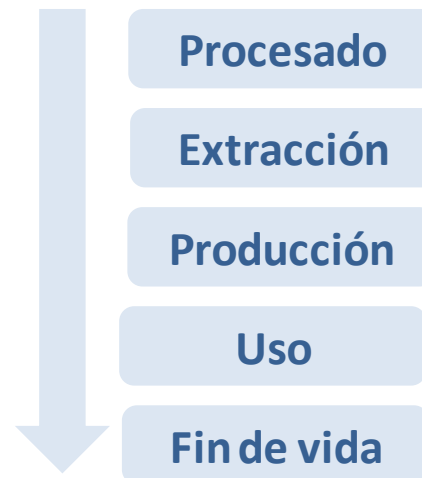 Procesado
Extracción
Producción
Uso
Fin de vida